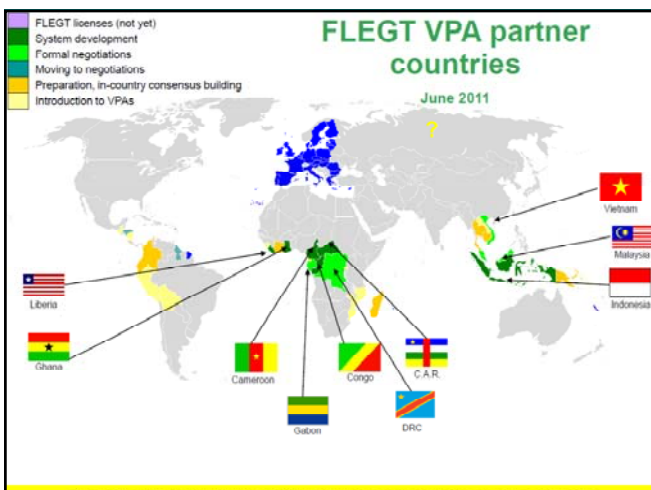 FLEGT licenses (not yet)
System development
Formal negotiations
Moving to negotiations
Preparation, in-country consensus building
Introduction to VPAs
FLEGT VPA partner
countries
June 2011
?
Vietnam
Malaysia
Indonesia
Liberia
Ghana
Cameroon
Congo
C.A.R.
Gabon
DRC